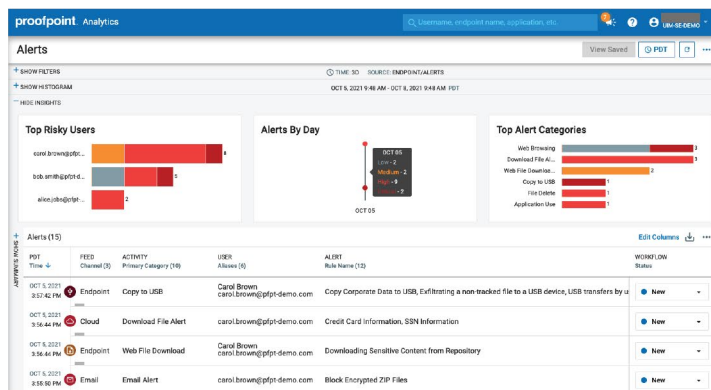 proofpoint. Analytics
Username, endpoint name, application, etc.
7
?
UIM-SE-DEMO
Alerts
View Saved
PDT
SHOW FILTERS
TIME: 3D SOURCE: ENDPOINT/ALERTS
SHOW HISTOGRAM
OCT 5, 2021 9:48 AM - OCT 8, 2021 9:48 AM PDT
HIDE INSIGHTS
Top Risky Users
carol.brown@pfpt-...
8
bob.smith@pfpt-...
5
alice.jobs@pfpt-...
2
Alerts By Day
OCT 05
Low - 2
Medium - 2
High - 9
OCT 05
Top Alert Categories
Web Browsing
3
Download File Al...
3
Web File Downloa...
2
Copy to USB
1
File Delete
1
Application Use
1
SHOW SUMMARY
Alerts (15)
Edit Columns
PDT FEED ACTIVITY USER ALERT WORKFLOW
Time Channel (3) Primary Category (10) Aliases (6) Rule Name (12) Status
OCT 5, 2021 Carol Brown
3:57:42 PM Endpoint Copy to USB carol.brown@pfpt-demo.com Copy Corporate Data to USB, Exfiltrating a non-tracked file to a USB device, USB transfers by u New
OCT 5, 2021
3:56:44 PM Cloud Download File Alert carol.brown@pfpt-demo.com Credit Card Information, SSN Information New
OCT 5, 2021 Carol Brown
3:56:44 PM Endpoint Web File Download carol.brown@pfpt-demo.com Downloading Sensitive Content from Repository New
OCT 5, 2021
3:55:50 PM Email Email Alert carol.brown@pfpt-demo.com Block Encrypted ZIP Files New